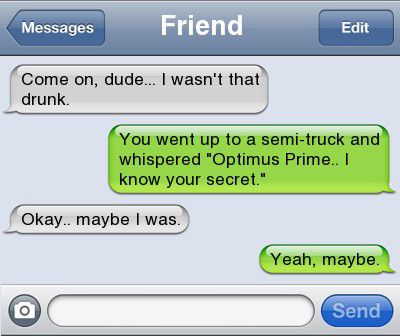 Messages
Friend
Edit
Come on, dude... I wasn't that
drunk.
You went up to a semi-truck and
whispered "Optimus Prime.. I
know your secret."
Okay.. maybe I was.
Yeah, maybe.
Send